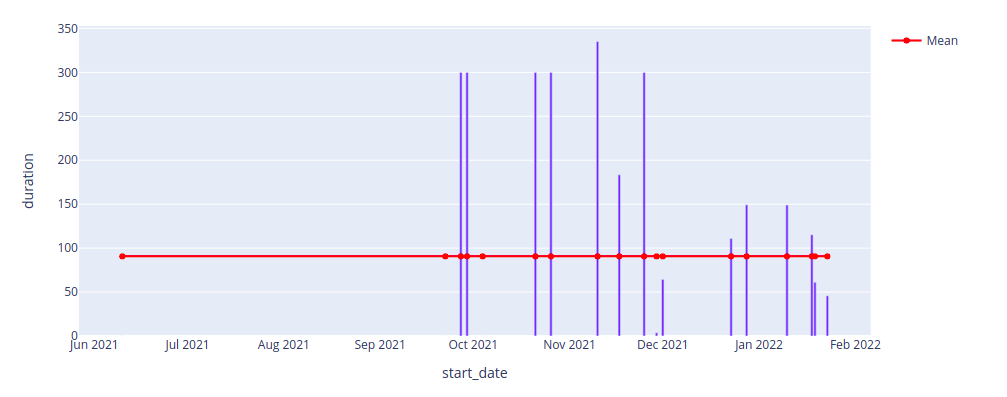 350
300
250
200
150
100
50
0
duration
Jun 2021
Jul 2021
Aug 2021
Sep 2021
Oct 2021
Nov 2021
Dec 2021
Jan 2022
Feb 2022
start_date
Mean